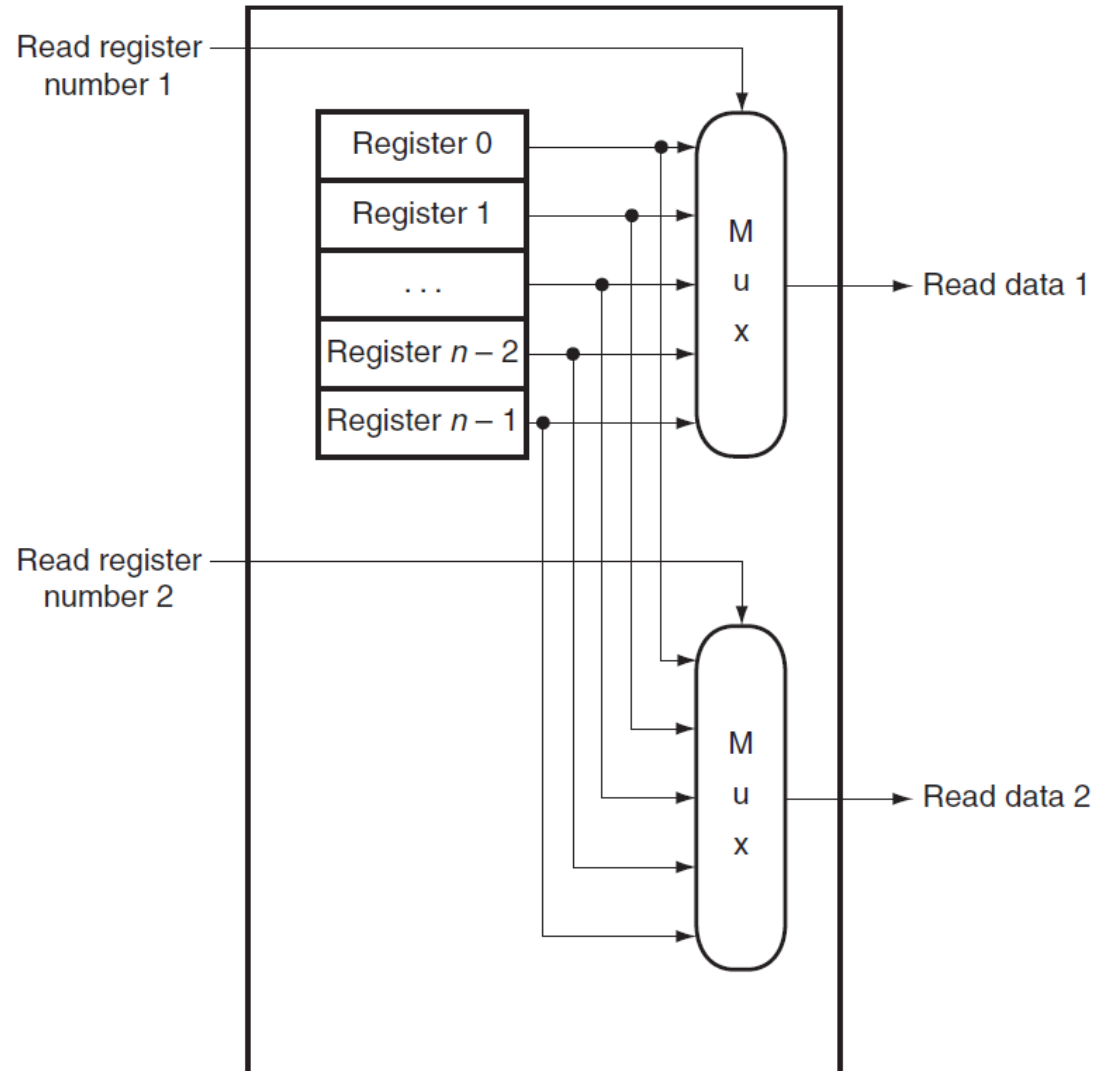 Read register
number 1
Register 0
Register 1
. . .
Register n – 2
Register n – 1
M
u
x
Read data 1
Read register
number 2
M
u
x
Read data 2